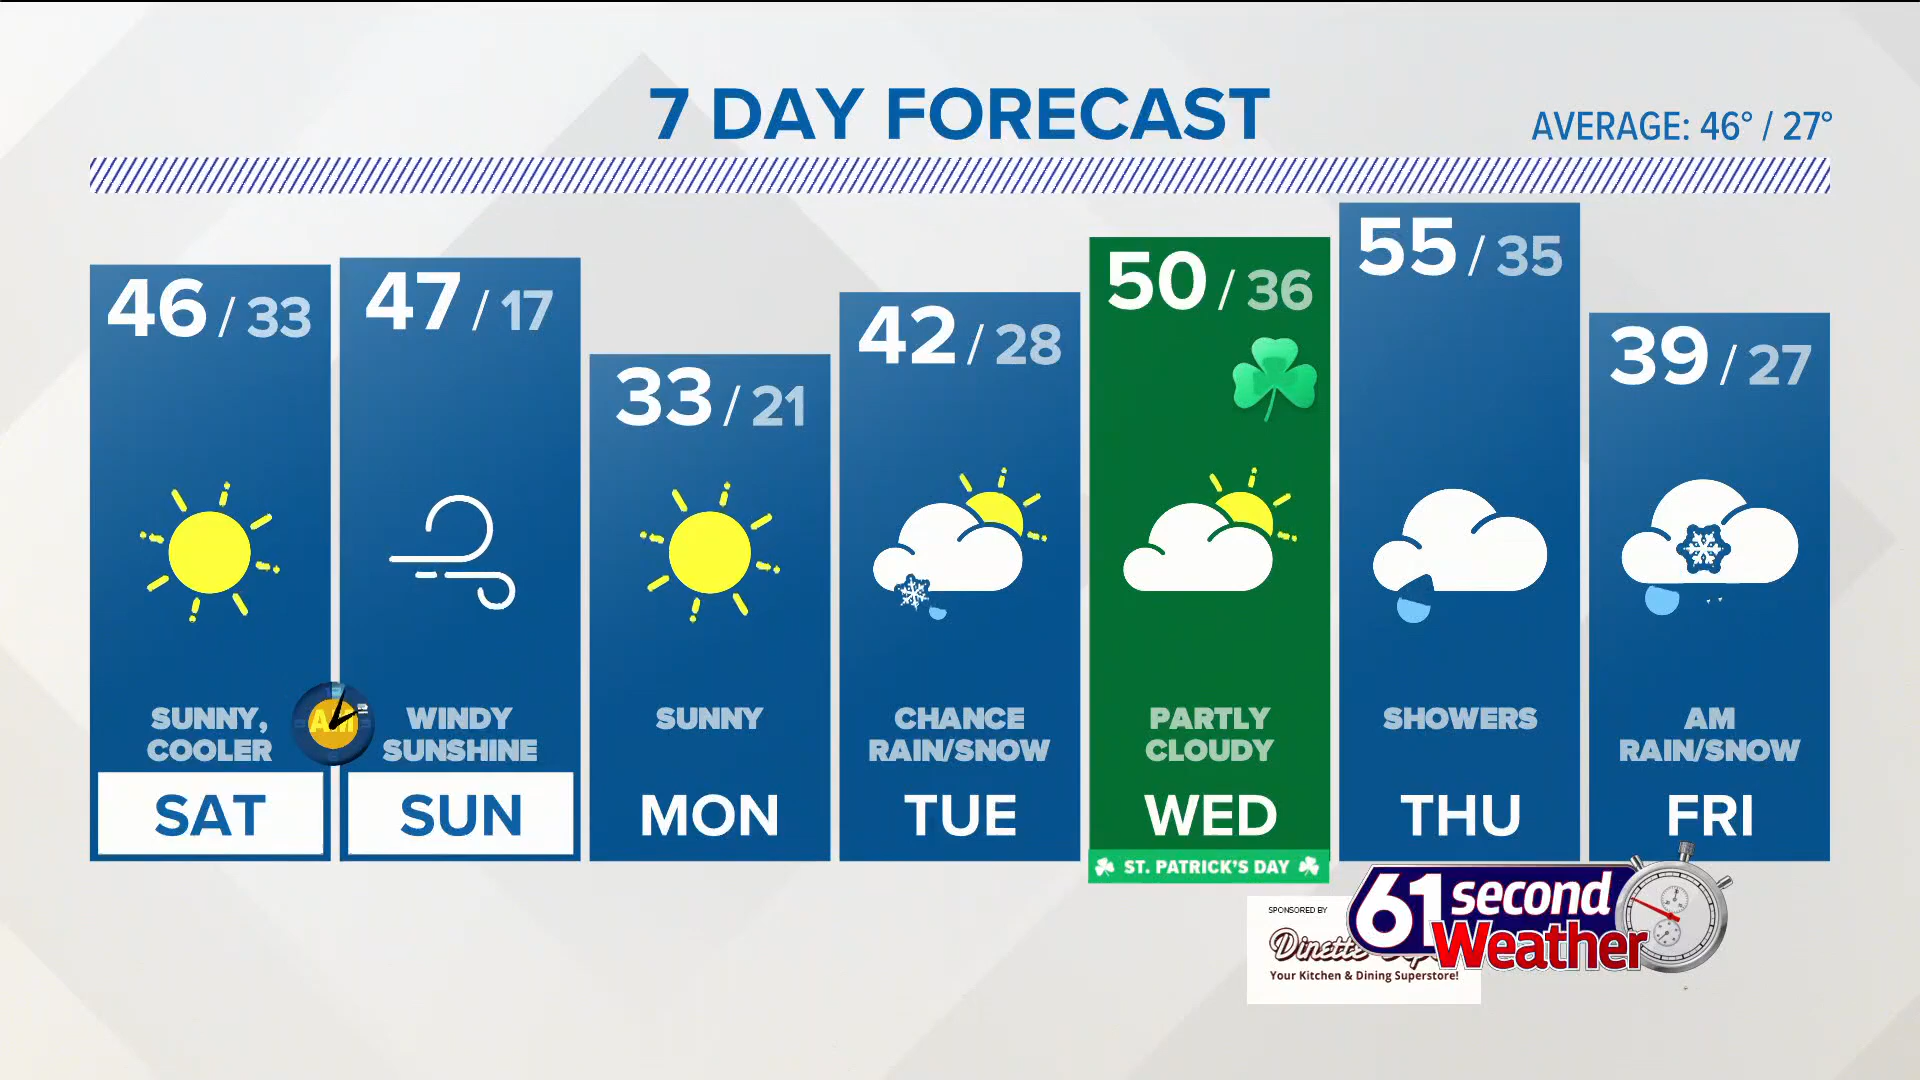 7 DAY FORECAST
AVERAGE: 46° / 27°
46 / 33
47 / 17
33 / 21
42 / 28
50 / 36
55 / 35
39 / 27
SUNNY,
COOLER
AM
WINDY
SUNSHINE
SUNNY
CHANCE
RAIN/SNOW
PARTLY
CLOUDY
SHOWERS
AM
RAIN/SNOW
SAT
SUN
MON
TUE
WED
THU
FRI
ST. PATRICK'S DAY
SPONSORED BY
Dinette
Your Kitchen & Dining Superstore!
61 second
Weather